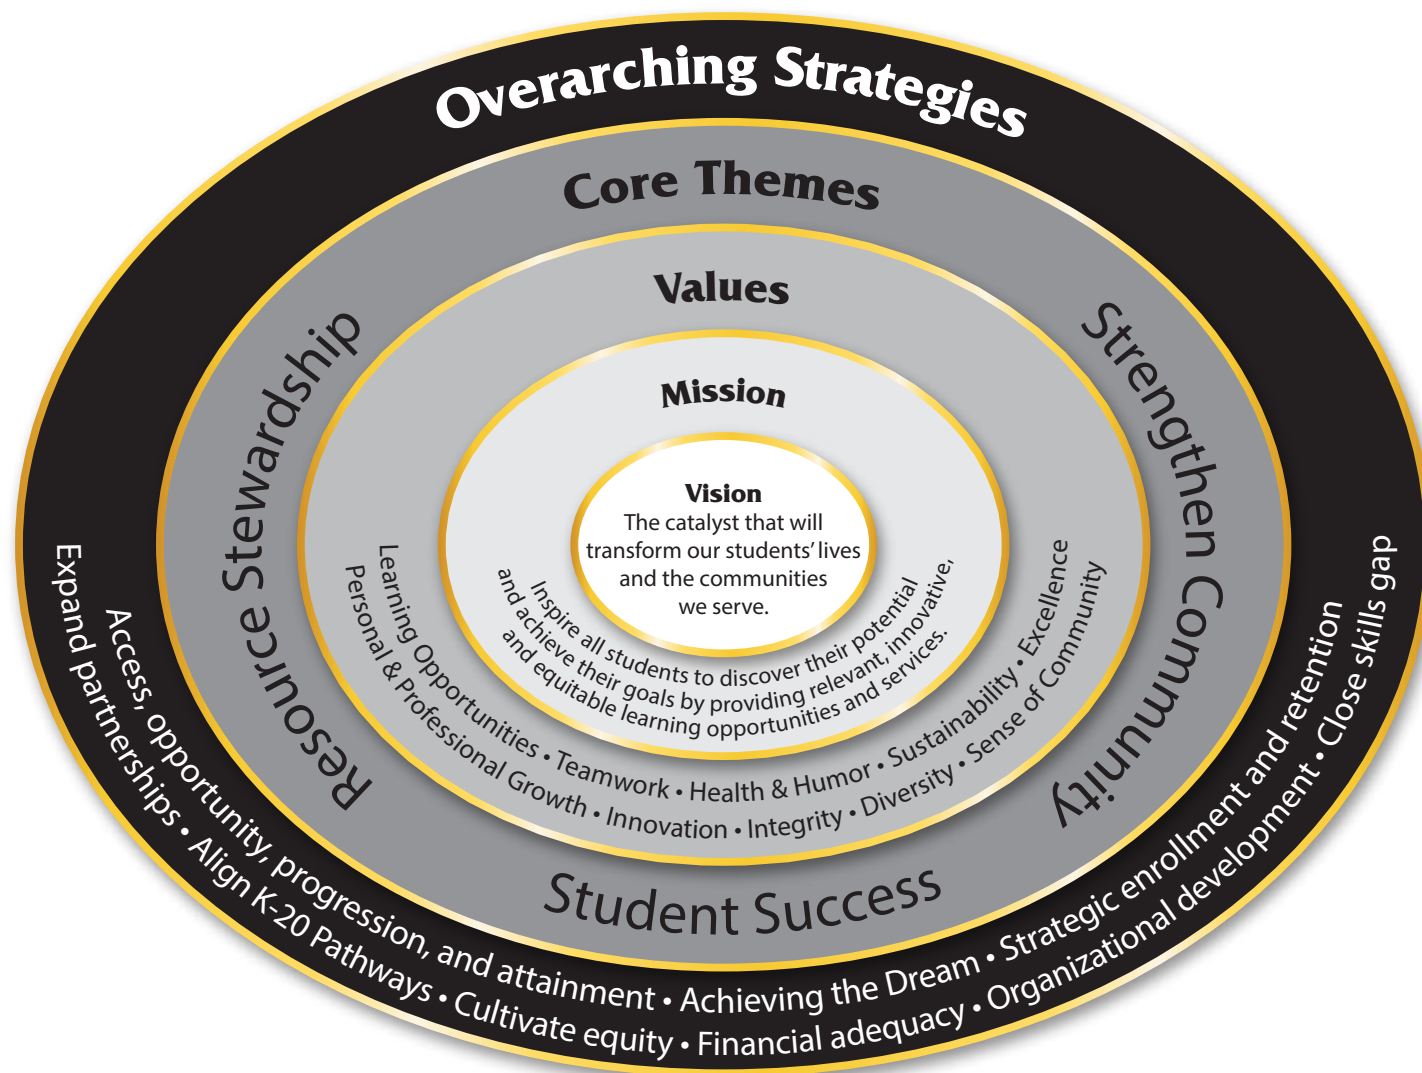 Overarching Strategies
Core Themes
Values
Mission
Vision
The catalyst that will
transform our students' lives
and the communities
we serve.
Inspire all students to discover their potential
and achieve their goals by providing relevant, innovative,
and equitable learning opportunities and services.
Learning Opportunities • Teamwork • Health & Humor • Sustainability • Excellence
Personal & Professional Growth • Innovation • Integrity • Diversity • Sense of Community
Resource Stewardship
Student Success
Strengthen Community
Access, opportunity, progression, and attainment • Achieving the Dream • Strategic enrollment and retention
Expand partnerships • Align K-20 Pathways • Cultivate equity • Financial adequacy • Organizational development • Close skills gap